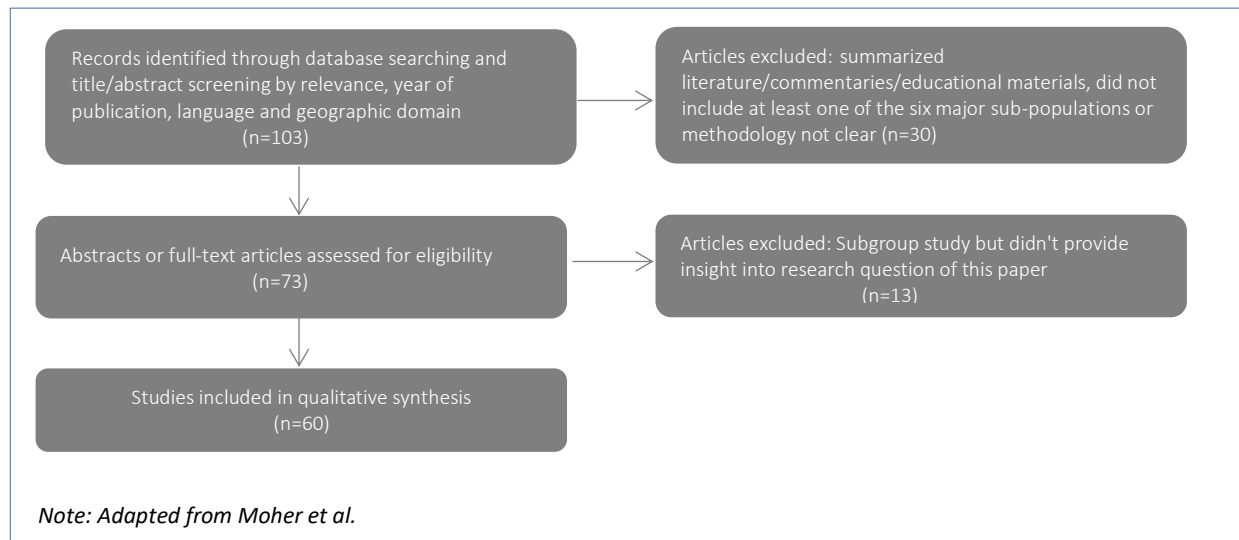 Records identified through database searching and
title/abstract screening by relevance, year of
publication, language and geographic domain
(n=103)
Articles excluded: summarized
literature/commentaries/educational materials, did not
include at least one of the six major sub-populations or
methodology not clear (n=30)
Abstracts or full-text articles assessed for eligibility
(n=73)
Articles excluded: Subgroup study but didn't provide
insight into research question of this paper
(n=13)
Studies included in qualitative synthesis
(n=60)
Note: Adapted from Moher et al.